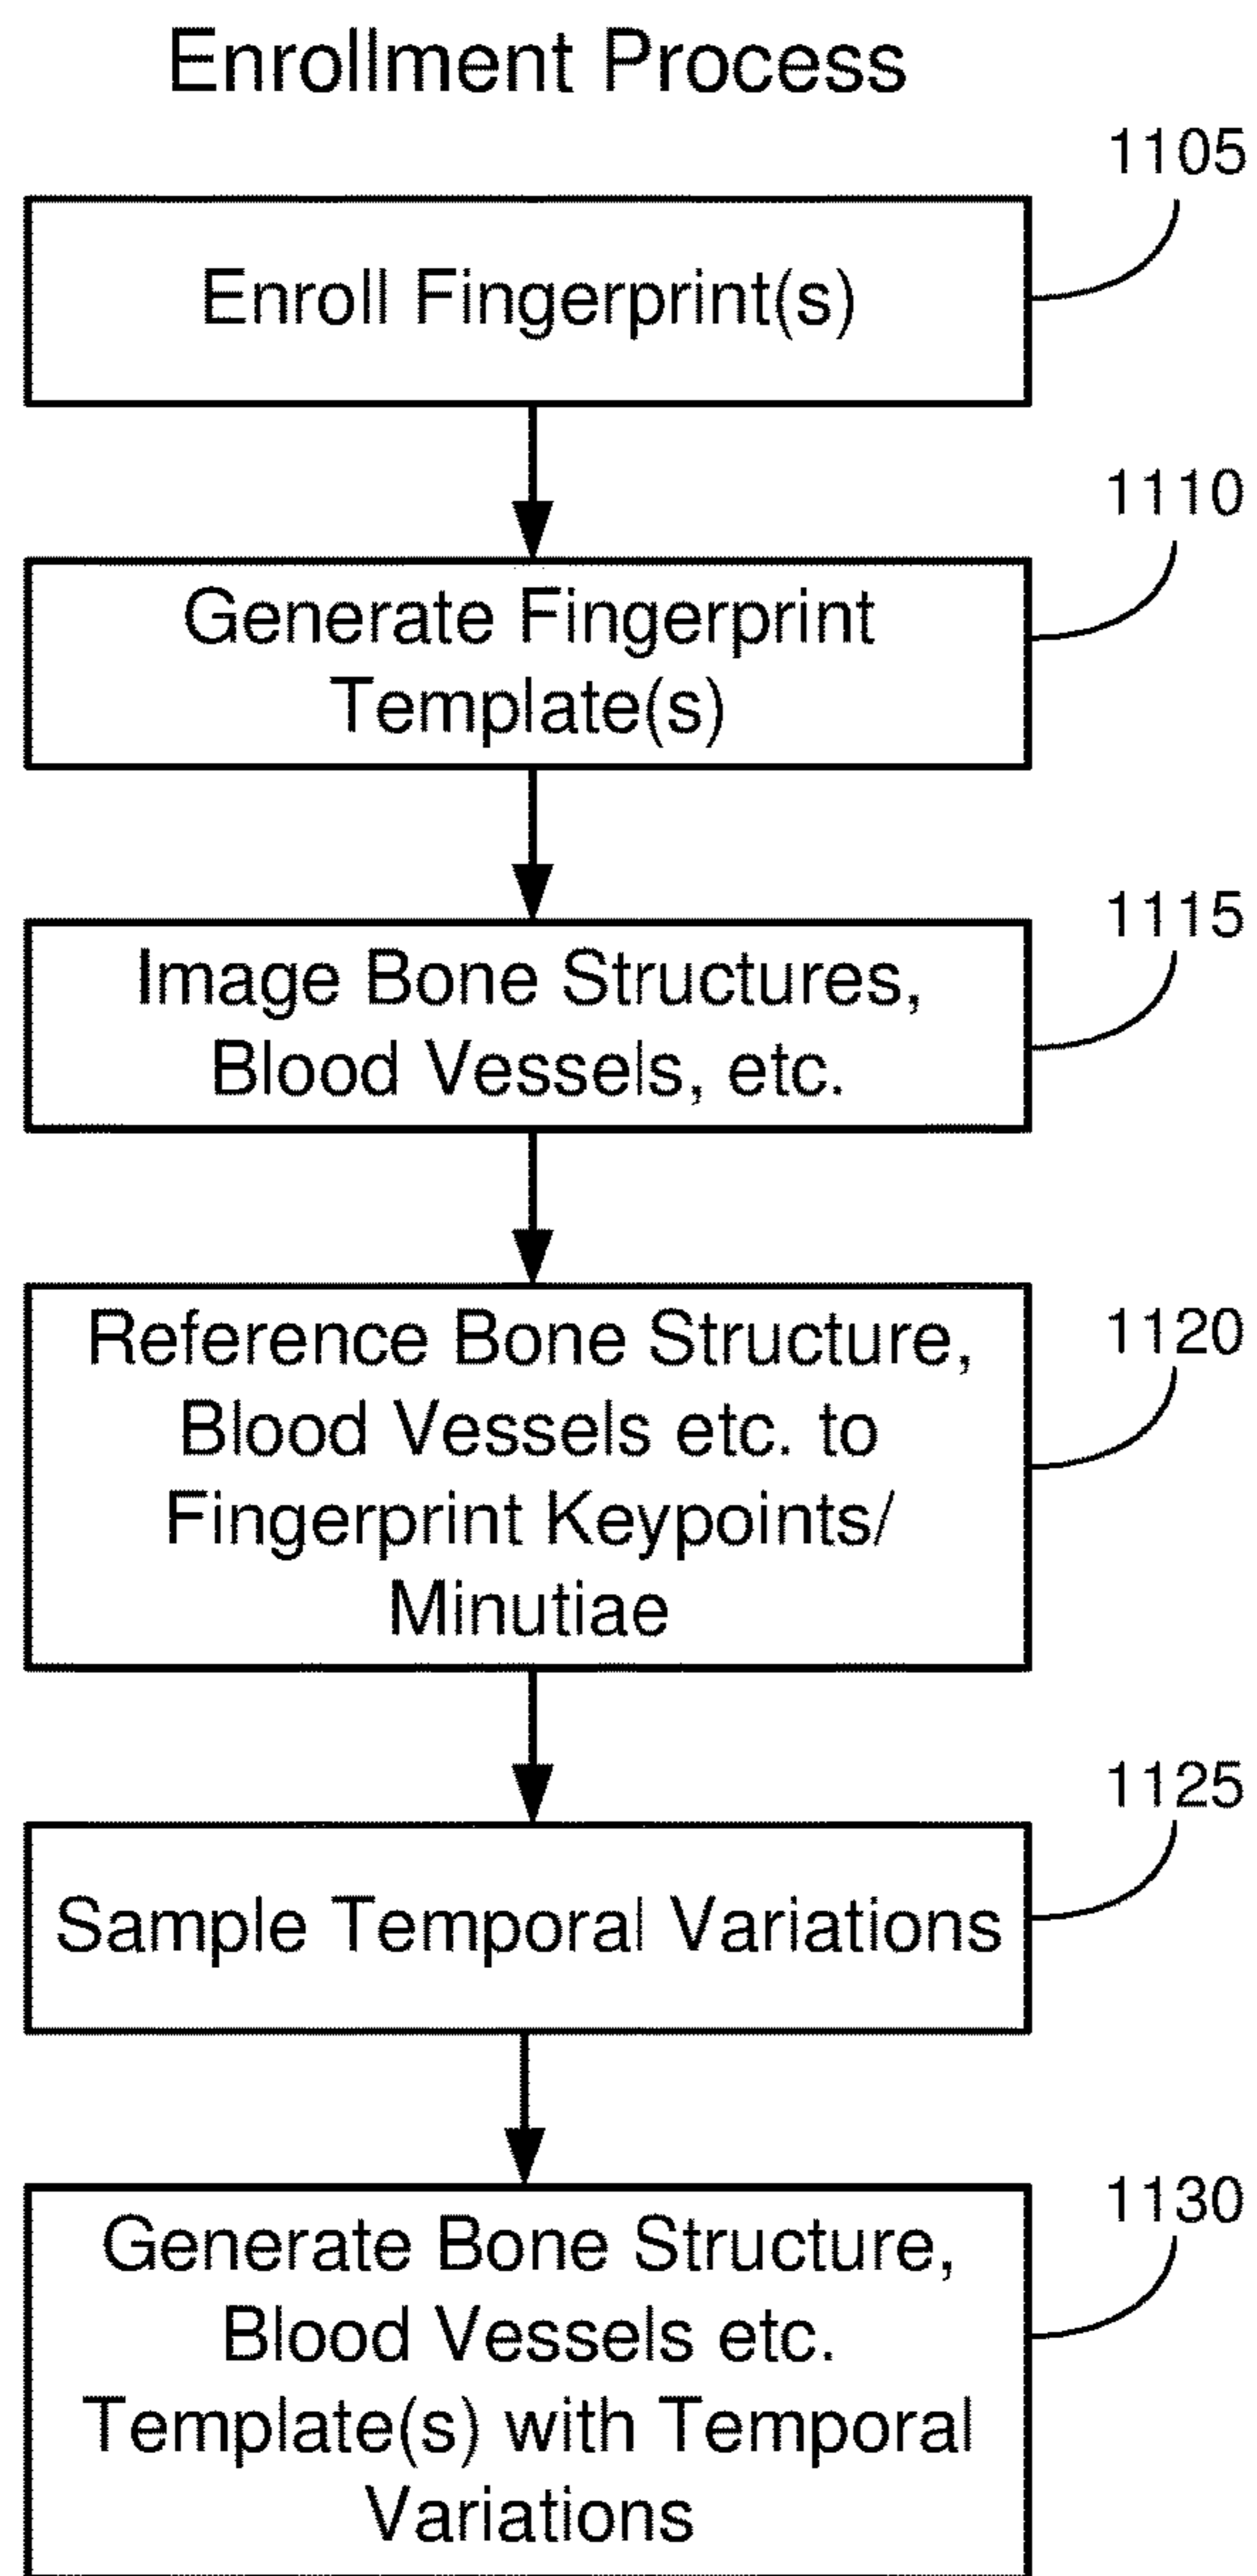 Enrollment Process
1105
Enroll Fingerprint(s)
1110
Generate Fingerprint
Template(s)
1115
Image Bone Structures,
Blood Vessels, etc.
1120
Reference Bone Structure,
Blood Vessels etc. to
Fingerprint Keypoints/
Minutiae
1125
Sample Temporal Variations
1130
Generate Bone Structure,
Blood Vessels etc.
Template(s) with Temporal
Variations